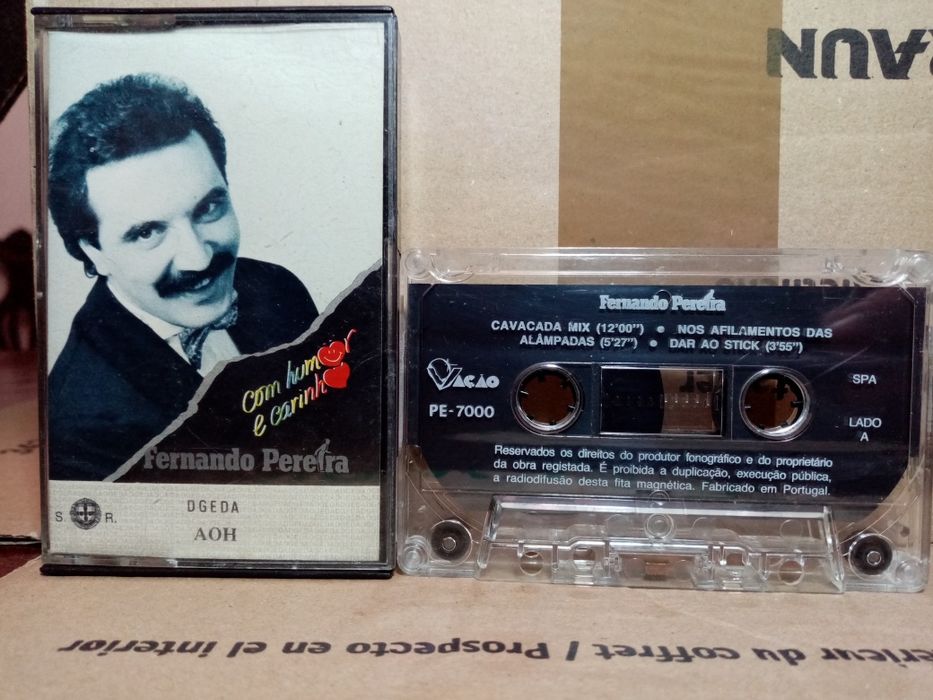 com humor
e carinho
Fernando Pereira
S. R.
DGEDA
AOH
Fernando Pereira
CAVACADA MIX (12'00") • NOS AFILAMENTOS DAS
ALÂMPADAS (5'27") • DAR AO STICK (3'55")
VAÇÃO
PE-7000
SPA
LADO
A
Reservados os direitos do produtor fonográfico e do proprietário
da obra registada. É proibida a duplicação, execução pública,
a radiodifusão desta fita magnética. Fabricado em Portugal.
erieur du coffret / Prospecto en el interior